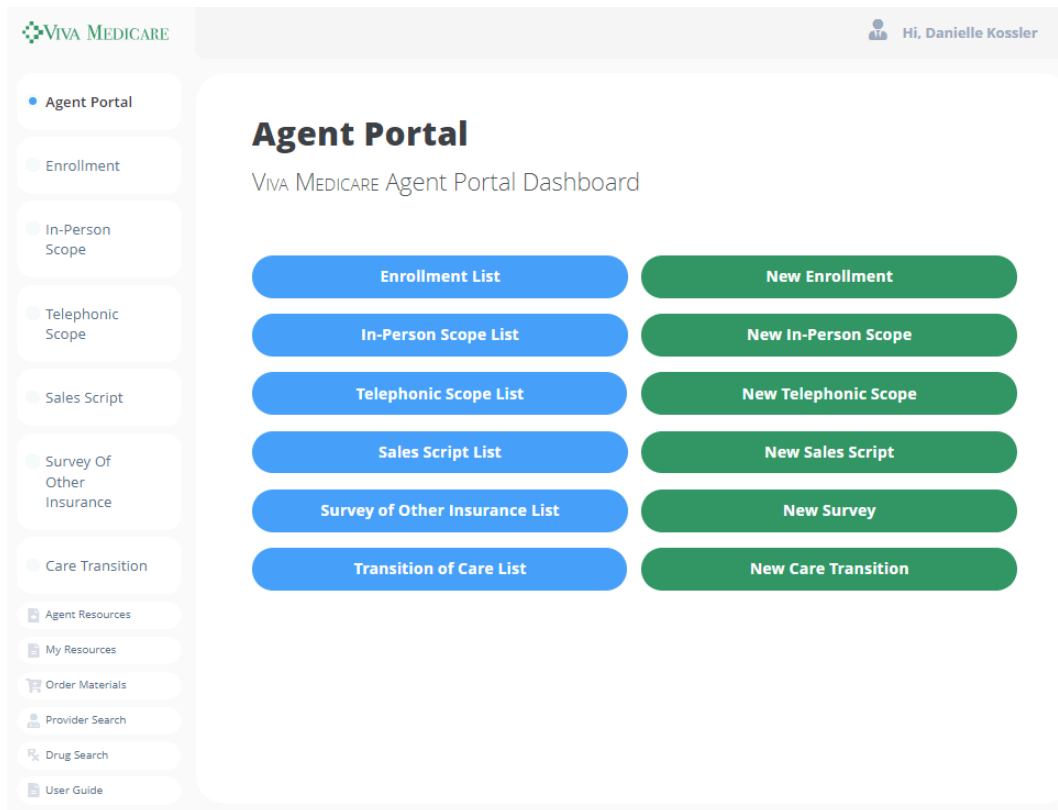 VIVA MEDICARE
Hi, Danielle Kossler
Agent Portal
Enrollment
In-Person
Scope
Telephonic
Scope
Sales Script
Survey Of
Other
Insurance
Care Transition
Agent Resources
My Resources
Order Materials
Provider Search
Drug Search
User Guide
Agent Portal
VIVA MEDICARE Agent Portal Dashboard
Enrollment List
New Enrollment
In-Person Scope List
New In-Person Scope
Telephonic Scope List
New Telephonic Scope
Sales Script List
New Sales Script
Survey of Other Insurance List
New Survey
Transition of Care List
New Care Transition